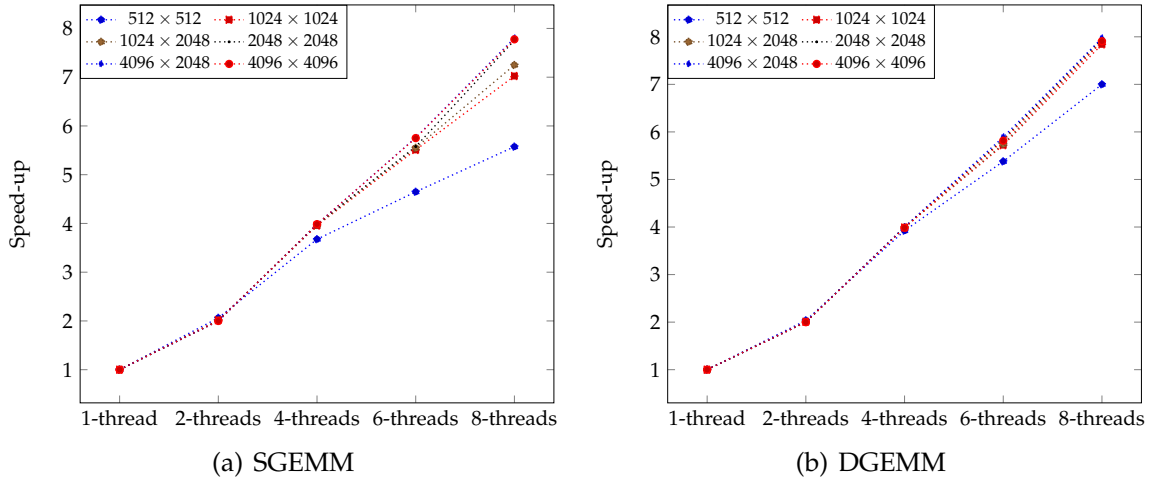 512 × 512 1024 × 1024
1024 × 2048 2048 × 2048
4096 × 2048 4096 × 4096
8
7
6
5
4
3
2
1
Speed-up
1-thread 2-threads 4-threads 6-threads 8-threads
(a) SGEMM
512 × 512 1024 × 1024
1024 × 2048 2048 × 2048
4096 × 2048 4096 × 4096
8
7
6
5
4
3
2
1
Speed-up
1-thread 2-threads 4-threads 6-threads 8-threads
(b) DGEMM